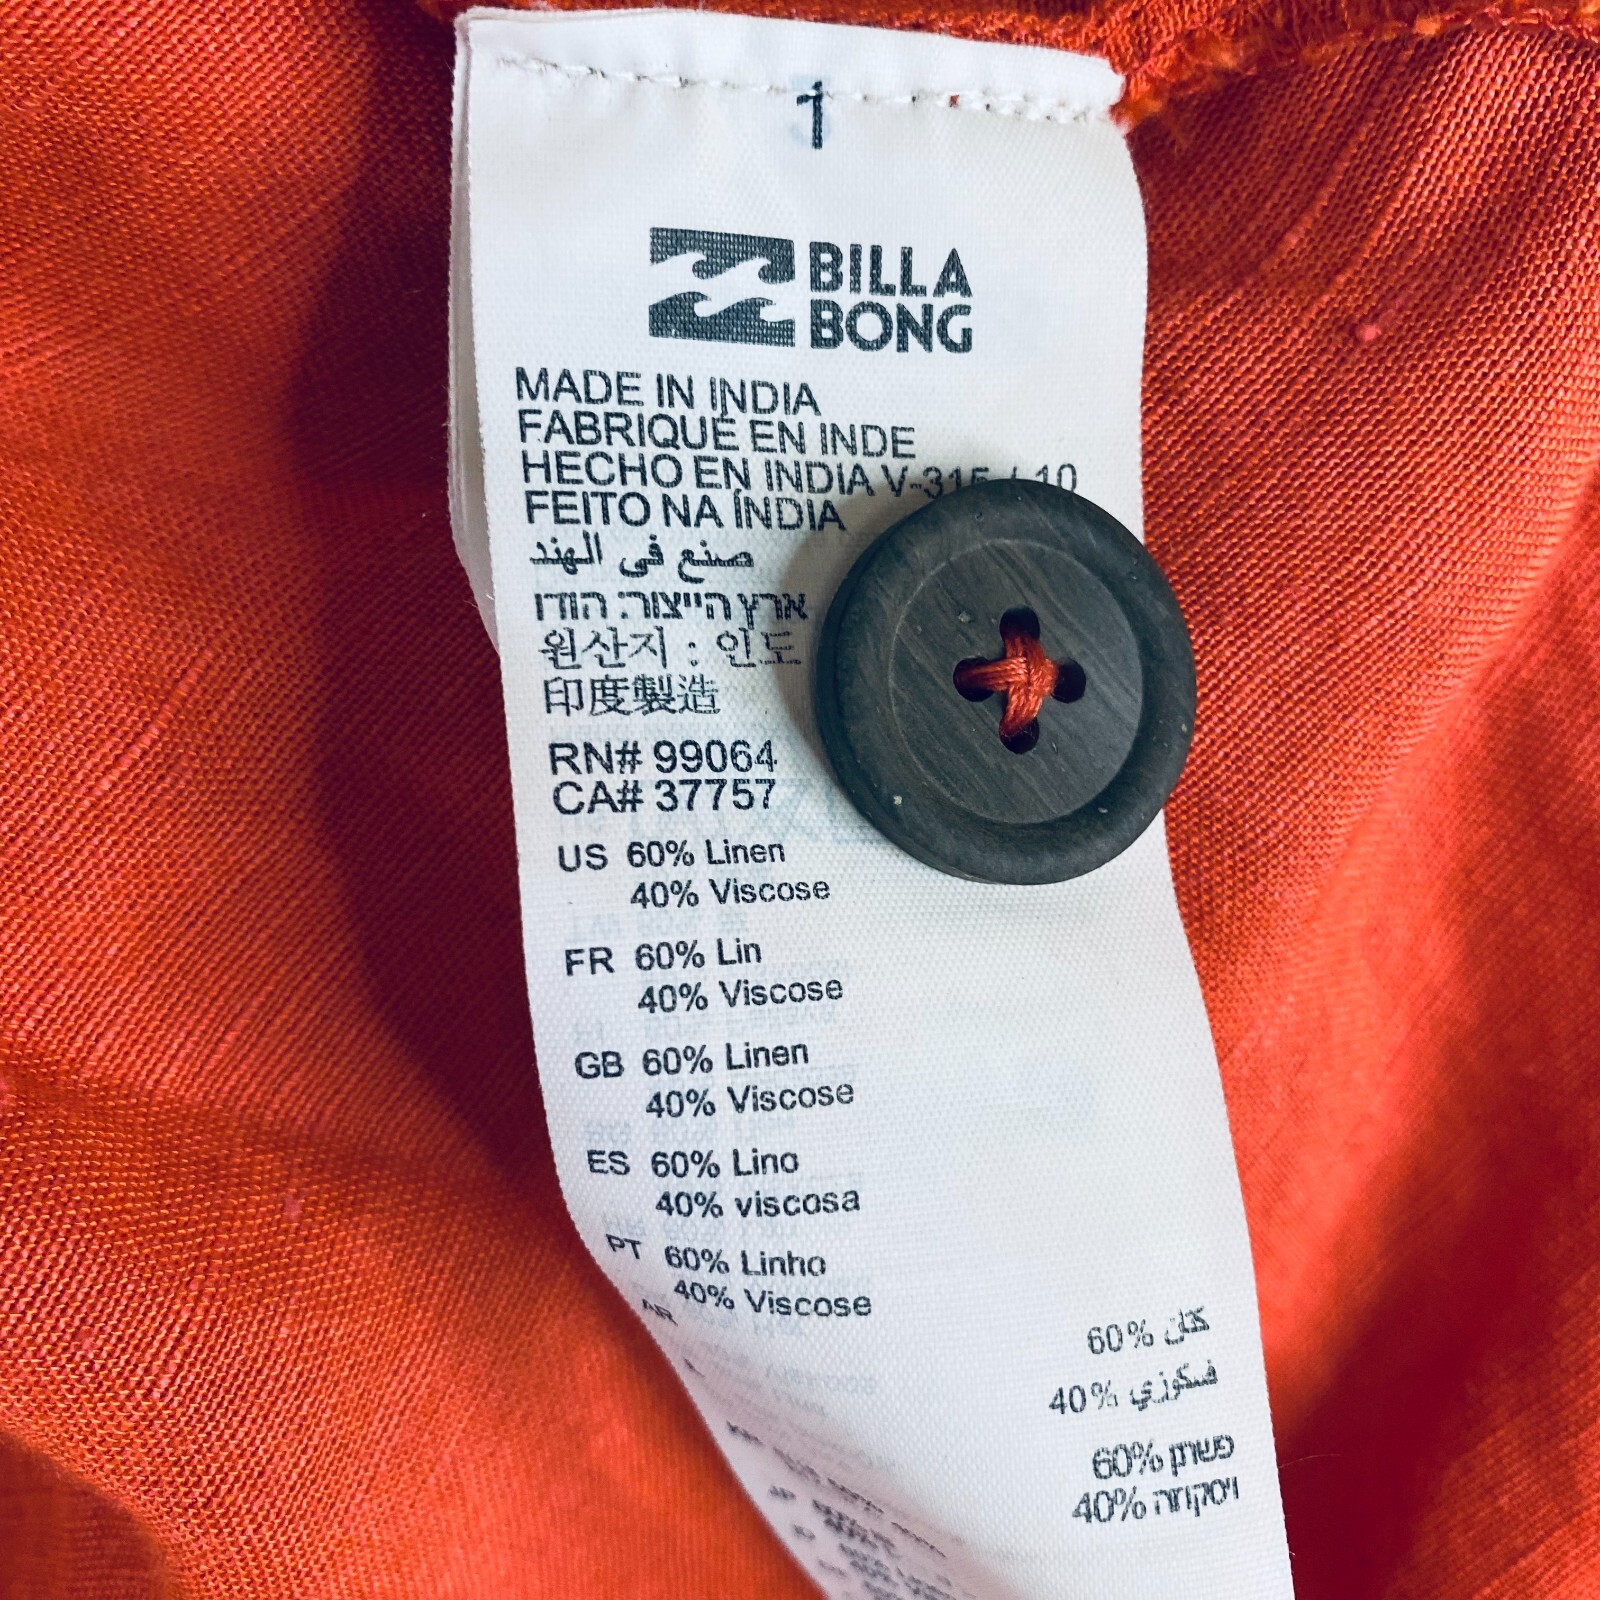 1
BILLA
BONG
MADE IN INDIA
FABRIQUÉ EN INDE
HECHO EN INDIA V-315 / 10
FEITO NA ÍNDIA
صنع في الهند
ארץ הייצור: הודו
원산지 : 인도
印度製造
RN# 99064
CA# 37757
US 60% Linen
40% Viscose
FR 60% Lin
40% Viscose
GB 60% Linen
40% Viscose
ES 60% Lino
40% viscosa
PT 60% Linho
40% Viscose
AR
60% كتان
40% فسكوزي
60% פשתן
40% ויסקוזה